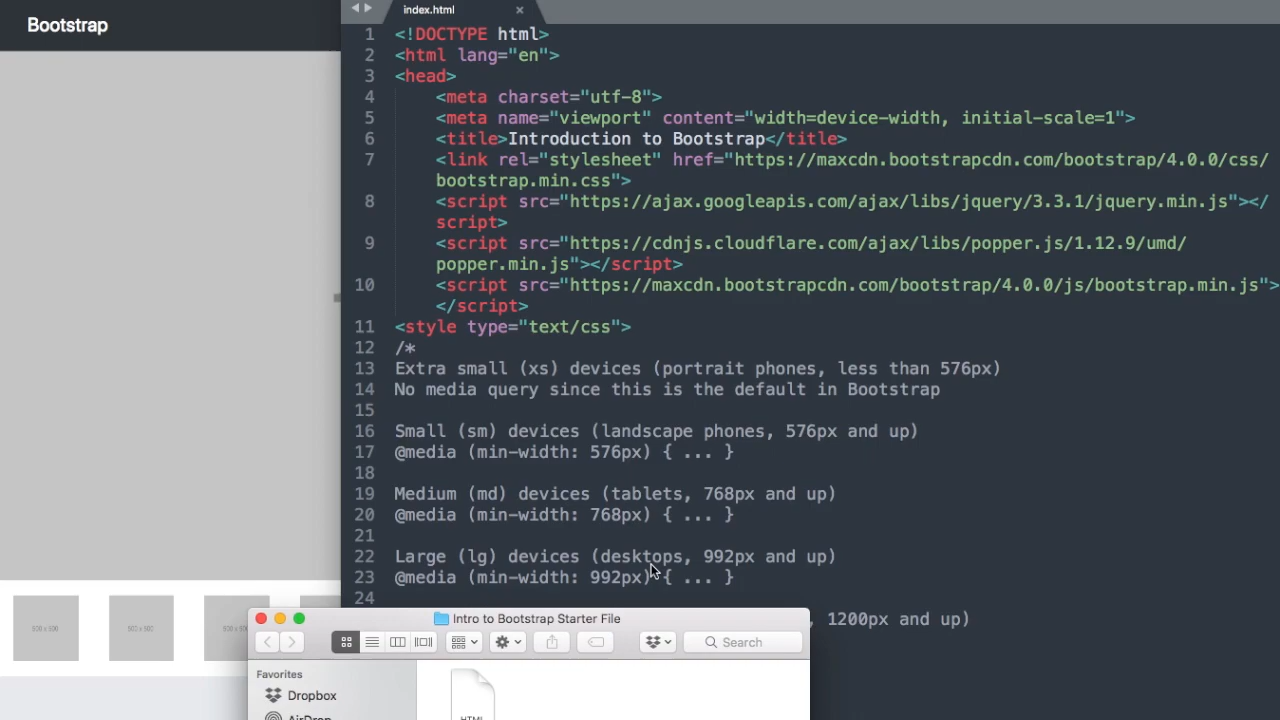 Bootstrap
index.html
1 <!DOCTYPE html>
2 <html lang="en">
3 <head>
4 <meta charset="utf-8">
5 <meta name="viewport" content="width=device-width, initial-scale=1">
6 <title>Introduction to Bootstrap</title>
7 <link rel="stylesheet" href="https://maxcdn.bootstrapcdn.com/bootstrap/4.0.0/css/
bootstrap.min.css">
8 <script src="https://ajax.googleapis.com/ajax/libs/jquery/3.3.1/jquery.min.js"></
script>
9 <script src="https://cdnjs.cloudflare.com/ajax/libs/popper.js/1.12.9/umd/
popper.min.js"></script>
10 <script src="https://maxcdn.bootstrapcdn.com/bootstrap/4.0.0/js/bootstrap.min.js">
</script>
11 <style type="text/css">
12 /*
13 Extra small (xs) devices (portrait phones, less than 576px)
14 No media query since this is the default in Bootstrap
15
16 Small (sm) devices (landscape phones, 576px and up)
17 @media (min-width: 576px) { ... }
18
19 Medium (md) devices (tablets, 768px and up)
20 @media (min-width: 768px) { ... }
21
22 Large (lg) devices (desktops, 992px and up)
23 @media (min-width: 992px) { ... }
24
, 1200px and up)
Intro to Bootstrap Starter File
Search
Favorites
Dropbox
AirDrop
HTML